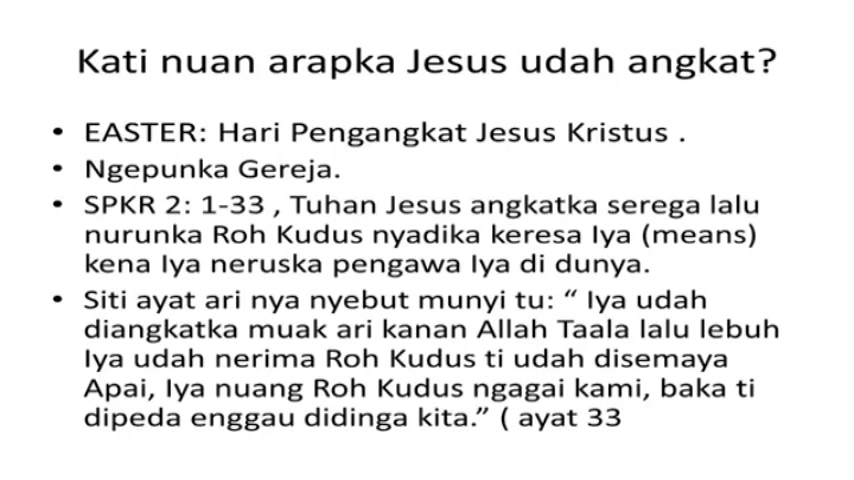 Kati nuan arapka Jesus udah angkat?
• EASTER: Hari Pengangkat Jesus Kristus .
• Ngepunka Gereja.
• SPKR 2: 1-33 , Tuhan Jesus angkatka serega lalu
nurunka Roh Kudus nyadika keresa Iya (means)
kena Iya neruska pengawa Iya di dunya.
• Siti ayat ari nya nyebut munyi tu: “ Iya udah
diangkatka muak ari kanan Allah Taala lalu lebuh
Iya udah nerima Roh Kudus ti udah disemaya
Apai, Iya nuang Roh Kudus ngagai kami, baka ti
dipeda enggau didinga kita.” ( ayat 33